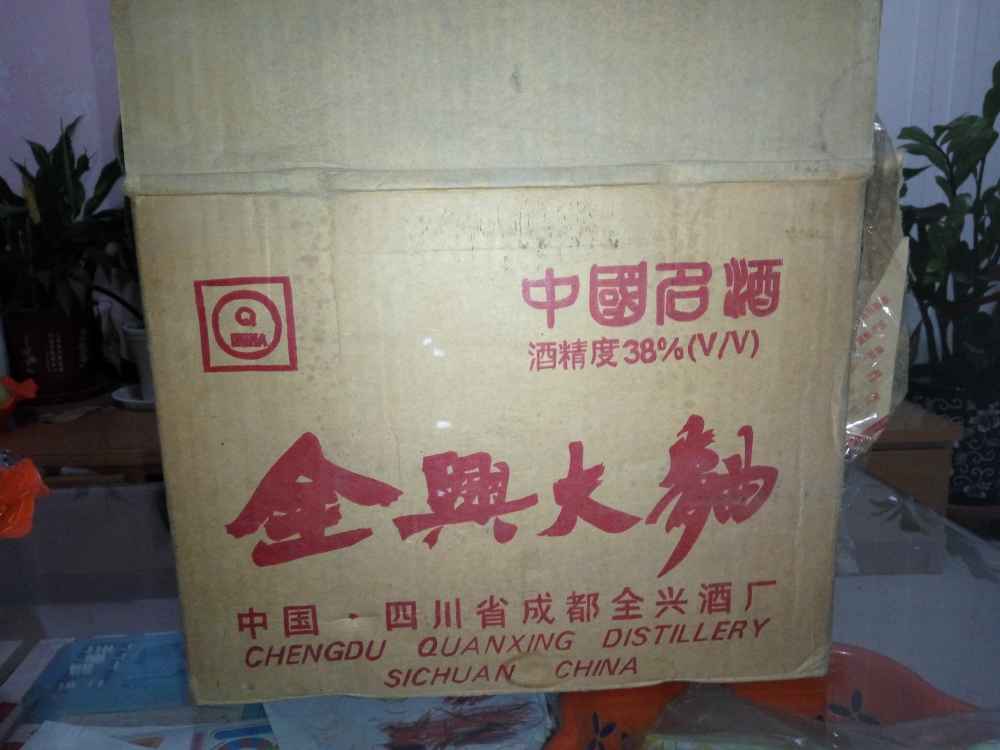 Q
中國名酒
酒精度38%(V/V)
全興大麯
中国·四川省成都全兴酒厂
CHENGDU QUANXING DISTILLERY
SICHUAN CHINA